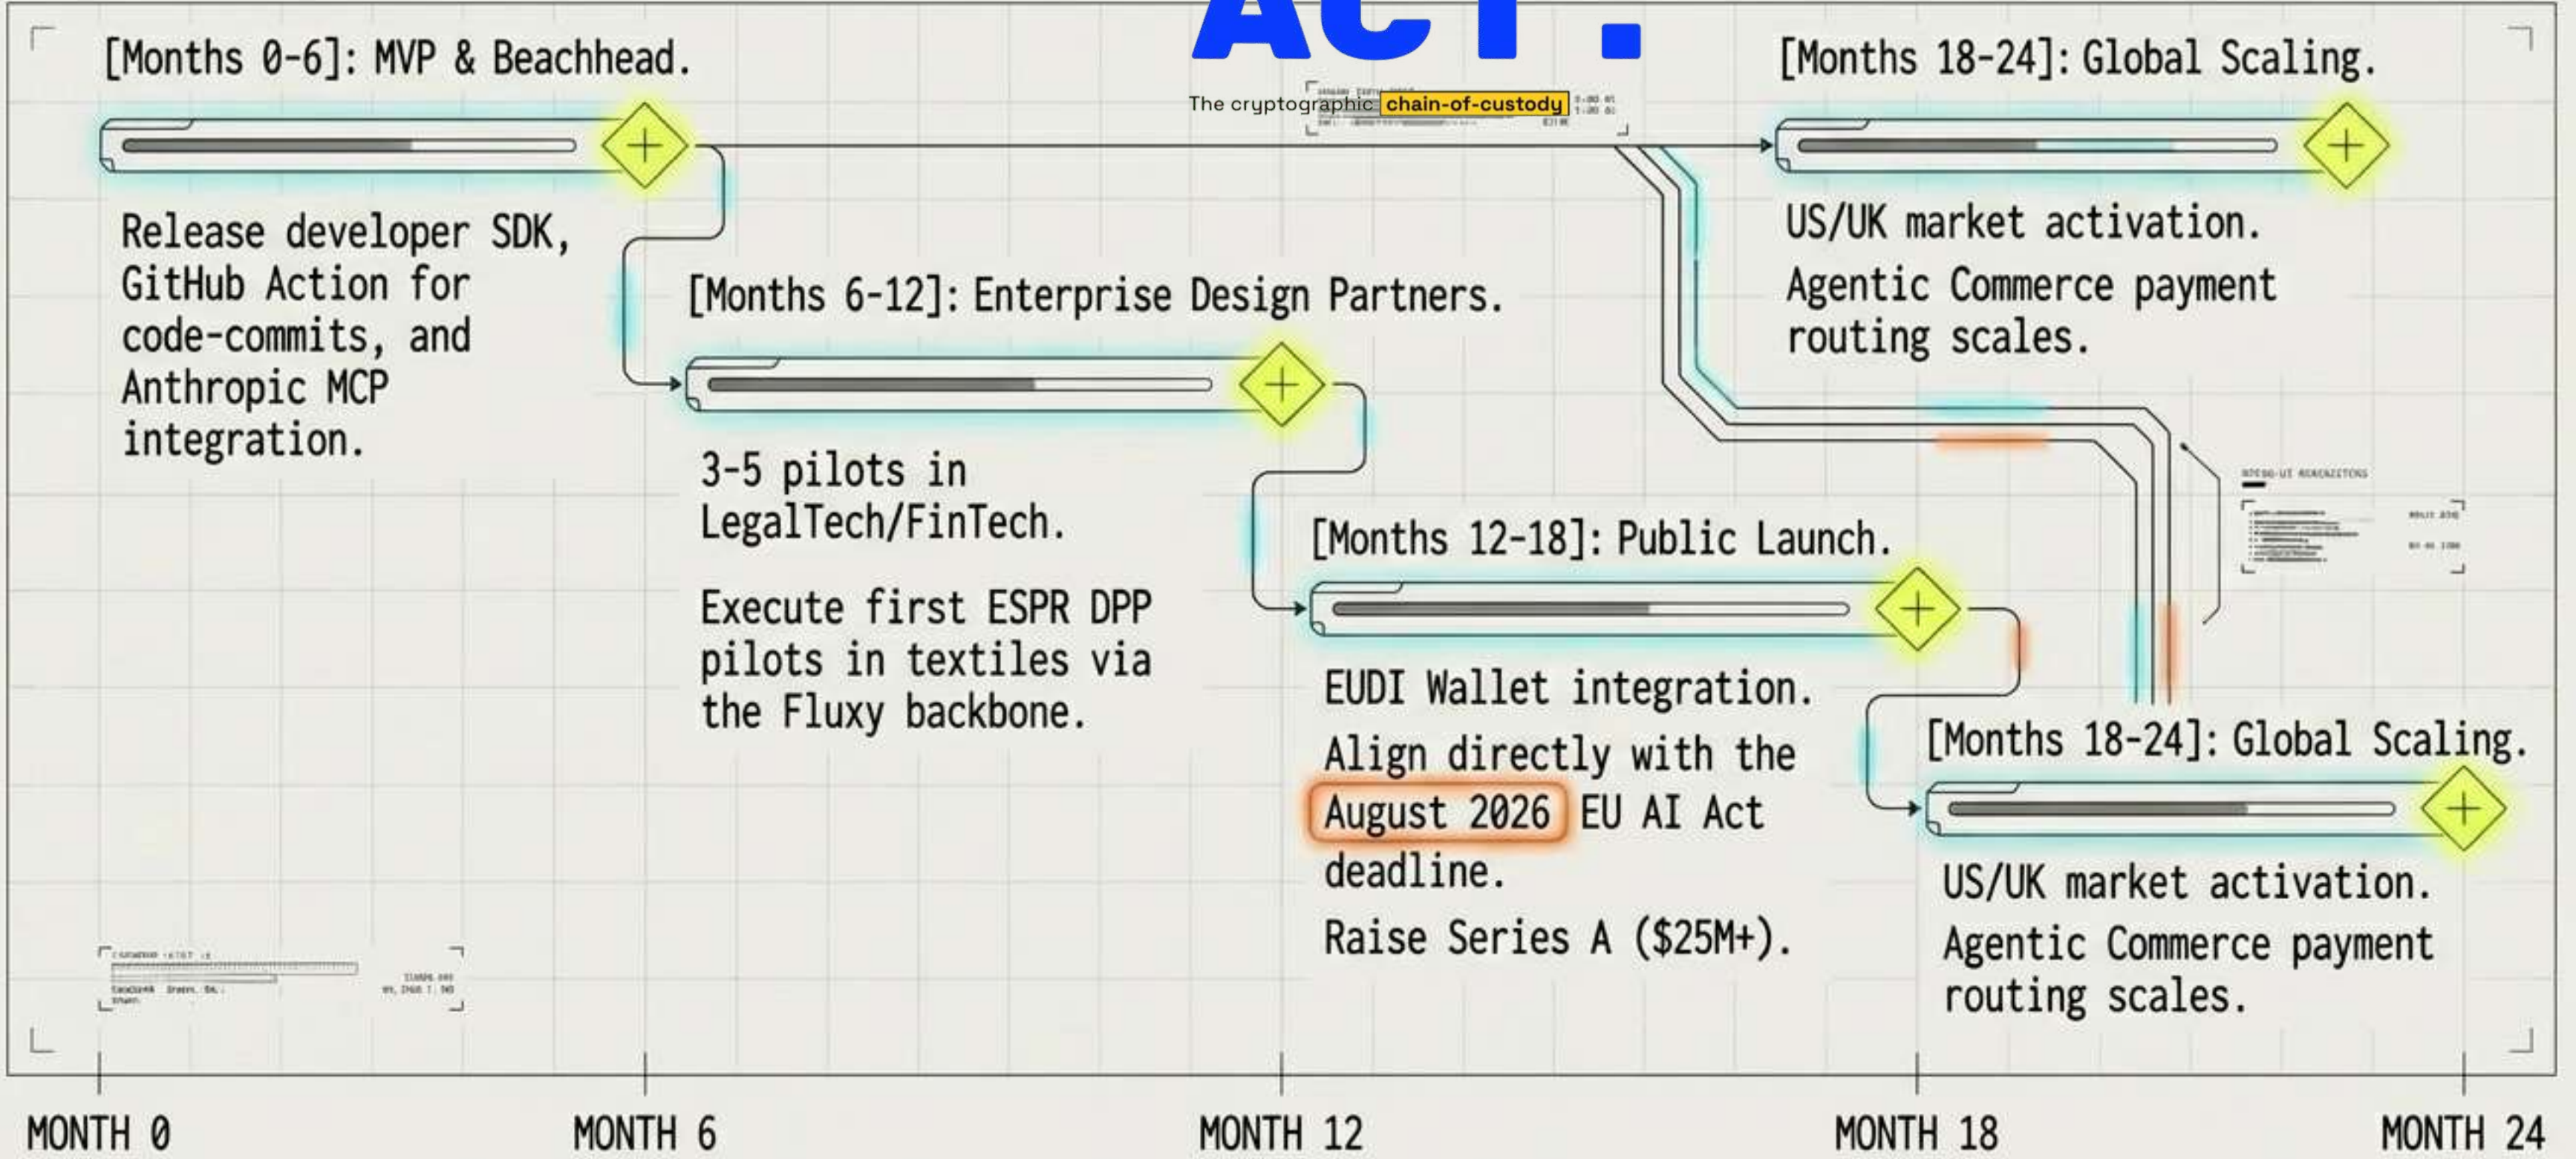 ACT.
The cryptographic chain-of-custody
[Months 0-6]: MVP & Beachhead.
Release developer SDK,
GitHub Action for
code-commits, and
Anthropic MCP
integration.
[Months 6-12]: Enterprise Design Partners.
3-5 pilots in
LegalTech/FinTech.
Execute first ESPR DPP
pilots in textiles via
the Fluxy backbone.
[Months 12-18]: Public Launch.
EUDI Wallet integration.
Align directly with the
August 2026 EU AI Act
deadline.
Raise Series A ($25M+).
[Months 18-24]: Global Scaling.
US/UK market activation.
Agentic Commerce payment
routing scales.
[Months 18-24]: Global Scaling.
US/UK market activation.
Agentic Commerce payment
routing scales.
MONTH 0
MONTH 6
MONTH 12
MONTH 18
MONTH 24